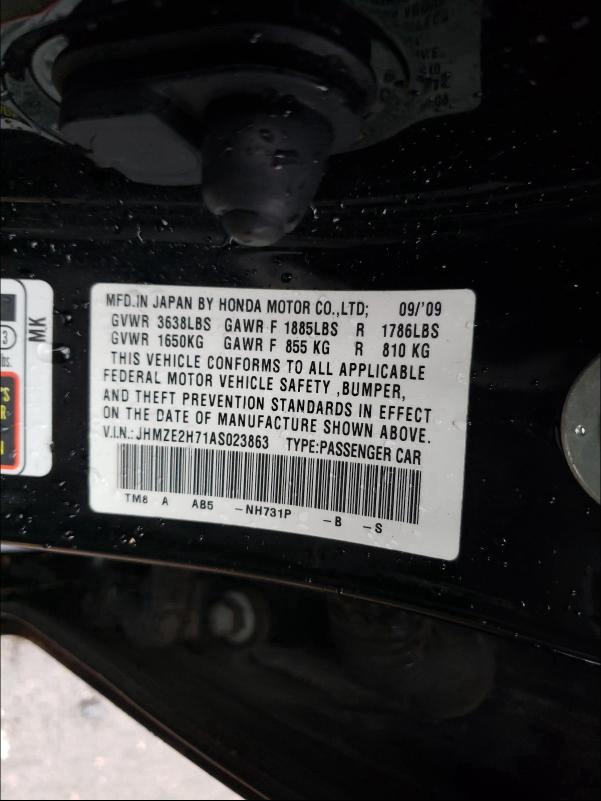 MFD.IN JAPAN BY HONDA MOTOR CO.,LTD; 09/'09
GVWR 3638LBS GAWR F 1885LBS R 1786LBS
GVWR 1650KG GAWR F 855 KG R 810 KG
THIS VEHICLE CONFORMS TO ALL APPLICABLE
FEDERAL MOTOR VEHICLE SAFETY ,BUMPER,
AND THEFT PREVENTION STANDARDS IN EFFECT
ON THE DATE OF MANUFACTURE SHOWN ABOVE.
V.I.N.:JHMZE2H71AS023863 TYPE:PASSENGER CAR
TM8 A AB5 -NH731P -B -S
MK
3
lbs.